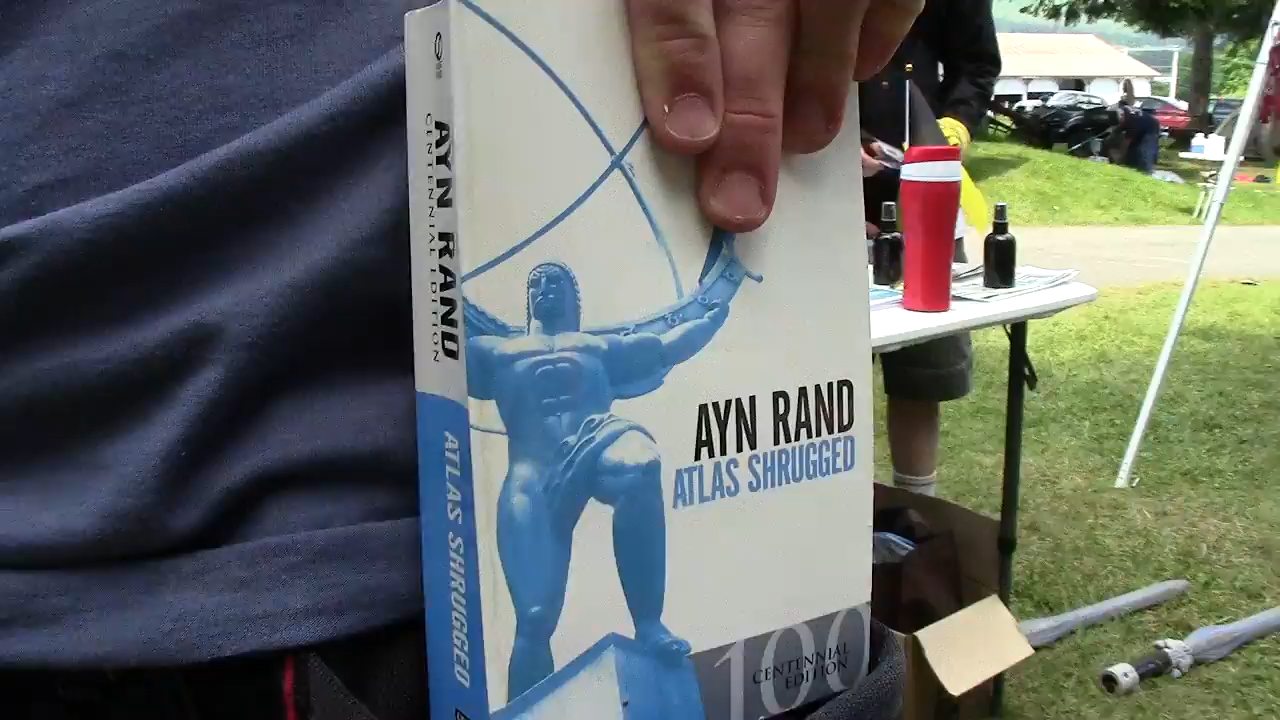 AYN RAND
CENTENNIAL EDITION
ATLAS SHRUGGED
AYN RAND
ATLAS SHRUGGED
100
CENTENNIAL
EDITION